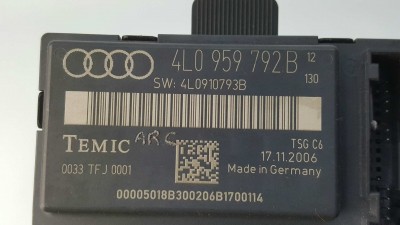 4L0 959 792B 12
SW: 4L0910793B 130
TEMIC ARC TSG C6
17.11.2006
0033 TFJ 0001 Made in Germany
00005018B300206B1700114